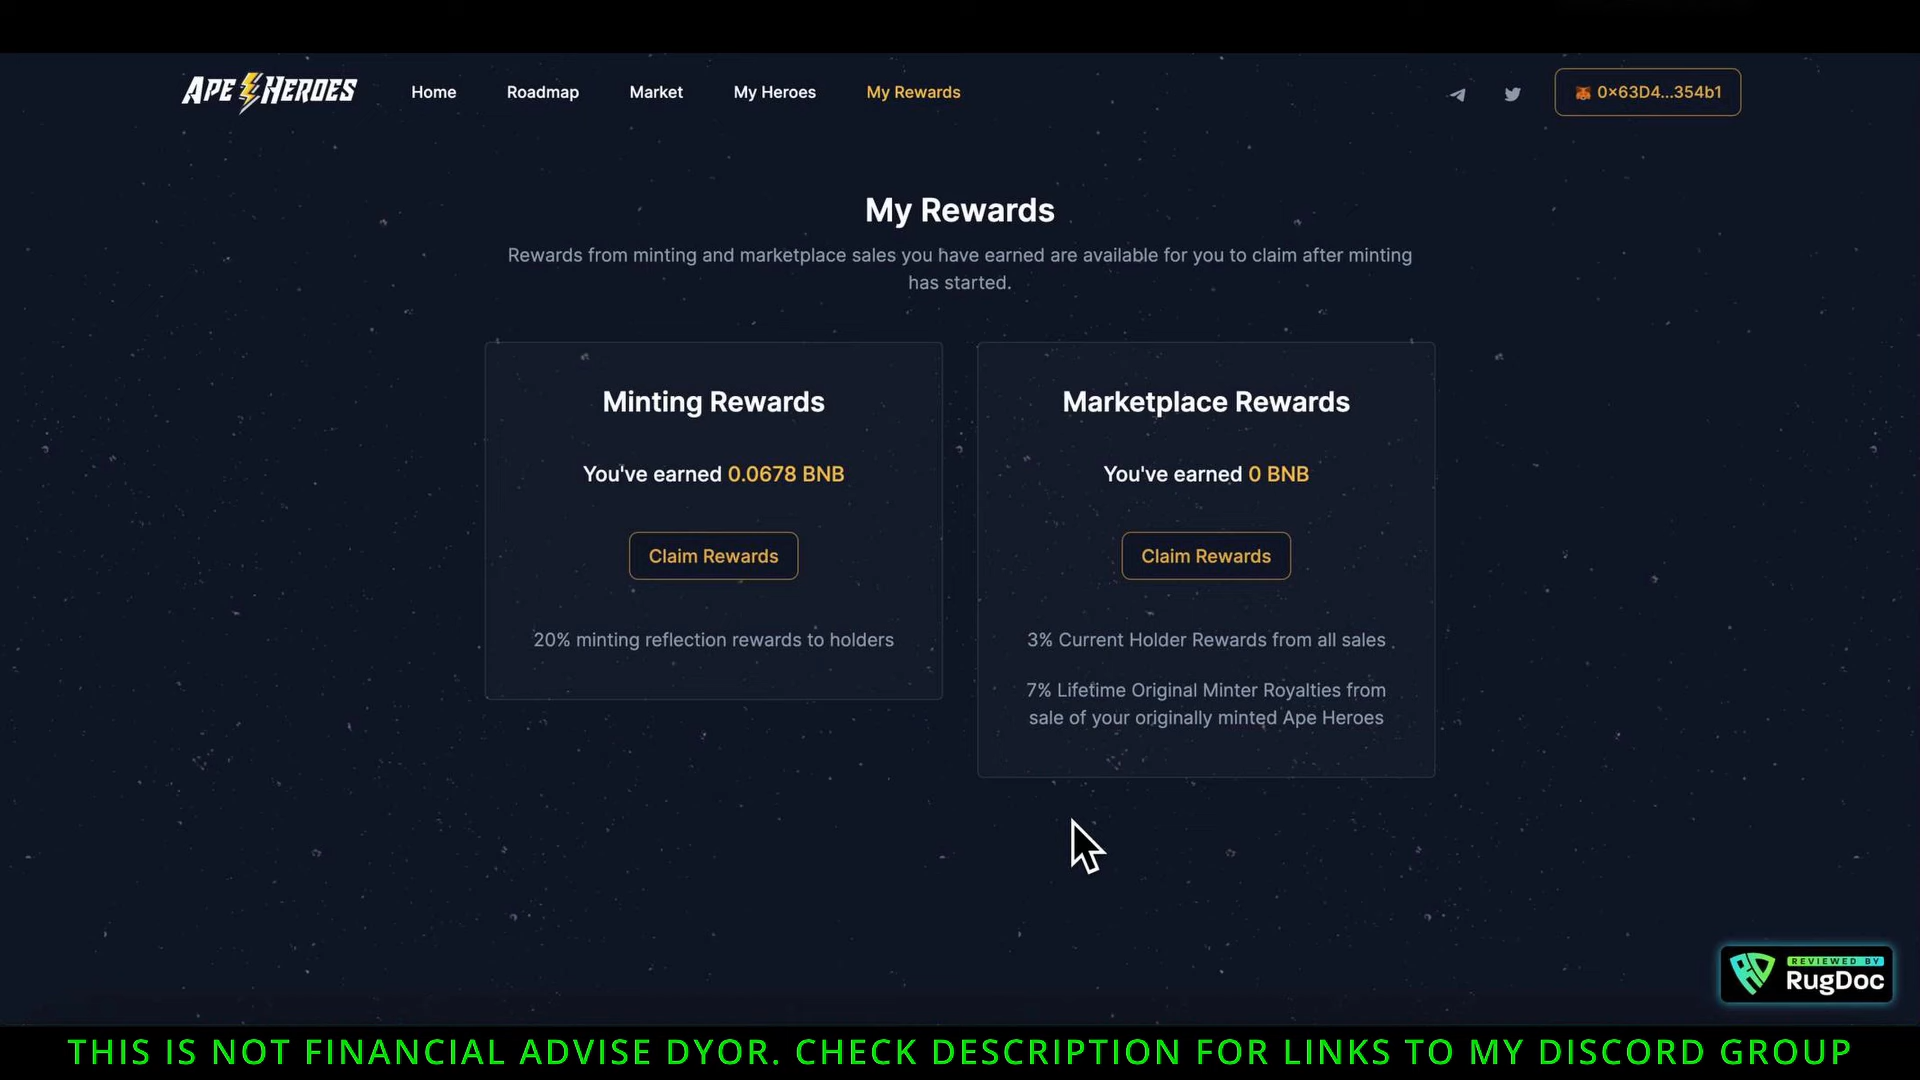 APE HEROES
Home
Roadmap
Market
My Heroes
My Rewards
0x63D4...354b1
My Rewards
Rewards from minting and marketplace sales you have earned are available for you to claim after minting
has started.
Minting Rewards
You've earned 0.0678 BNB
Claim Rewards
20% minting reflection rewards to holders
Marketplace Rewards
You've earned 0 BNB
Claim Rewards
3% Current Holder Rewards from all sales
7% Lifetime Original Minter Royalties from
sale of your originally minted Ape Heroes
REVIEWED BY
RugDoc
THIS IS NOT FINANCIAL ADVISE DYOR. CHECK DESCRIPTION FOR LINKS TO MY DISCORD GROUP